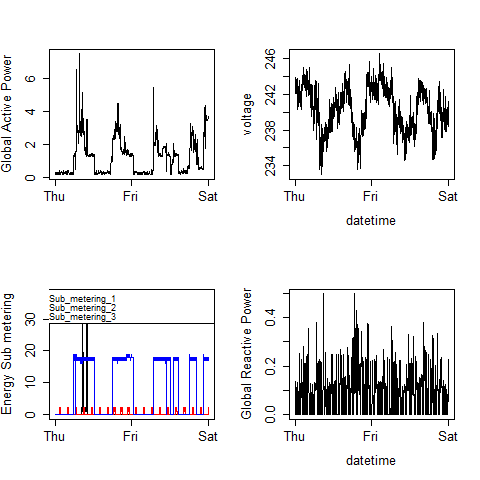 Global Active Power
0 2 4 6
Thu Fri Sat
voltage
234 238 242 246
Thu Fri Sat
datetime
Energy Sub metering
0 10 20 30
Sub_metering_1
Sub_metering_2
Sub_metering_3
Thu Fri Sat
Global Reactive Power
0.0 0.2 0.4
Thu Fri Sat
datetime